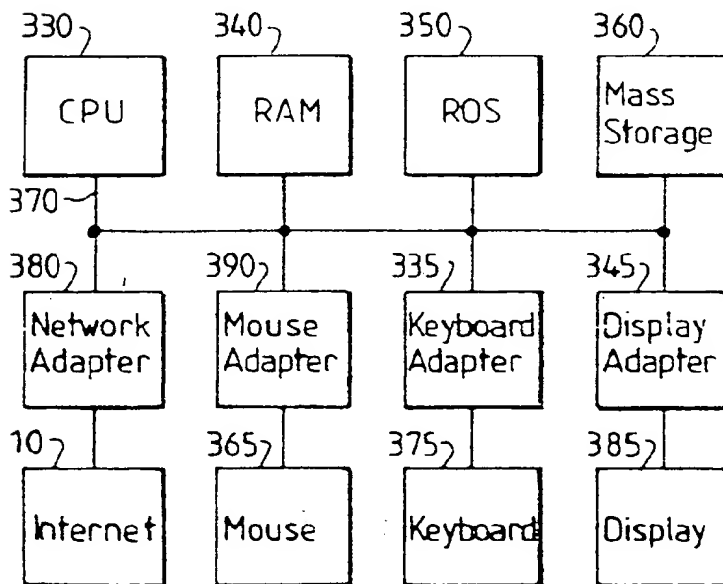 330 340 350 360
CPU RAM ROS Mass
Storage
370
380 390 335 345
Network Mouse Keyboard Display
Adapter Adapter Adapter Adapter
10 365 375 385
Internet Mouse Keyboard Display